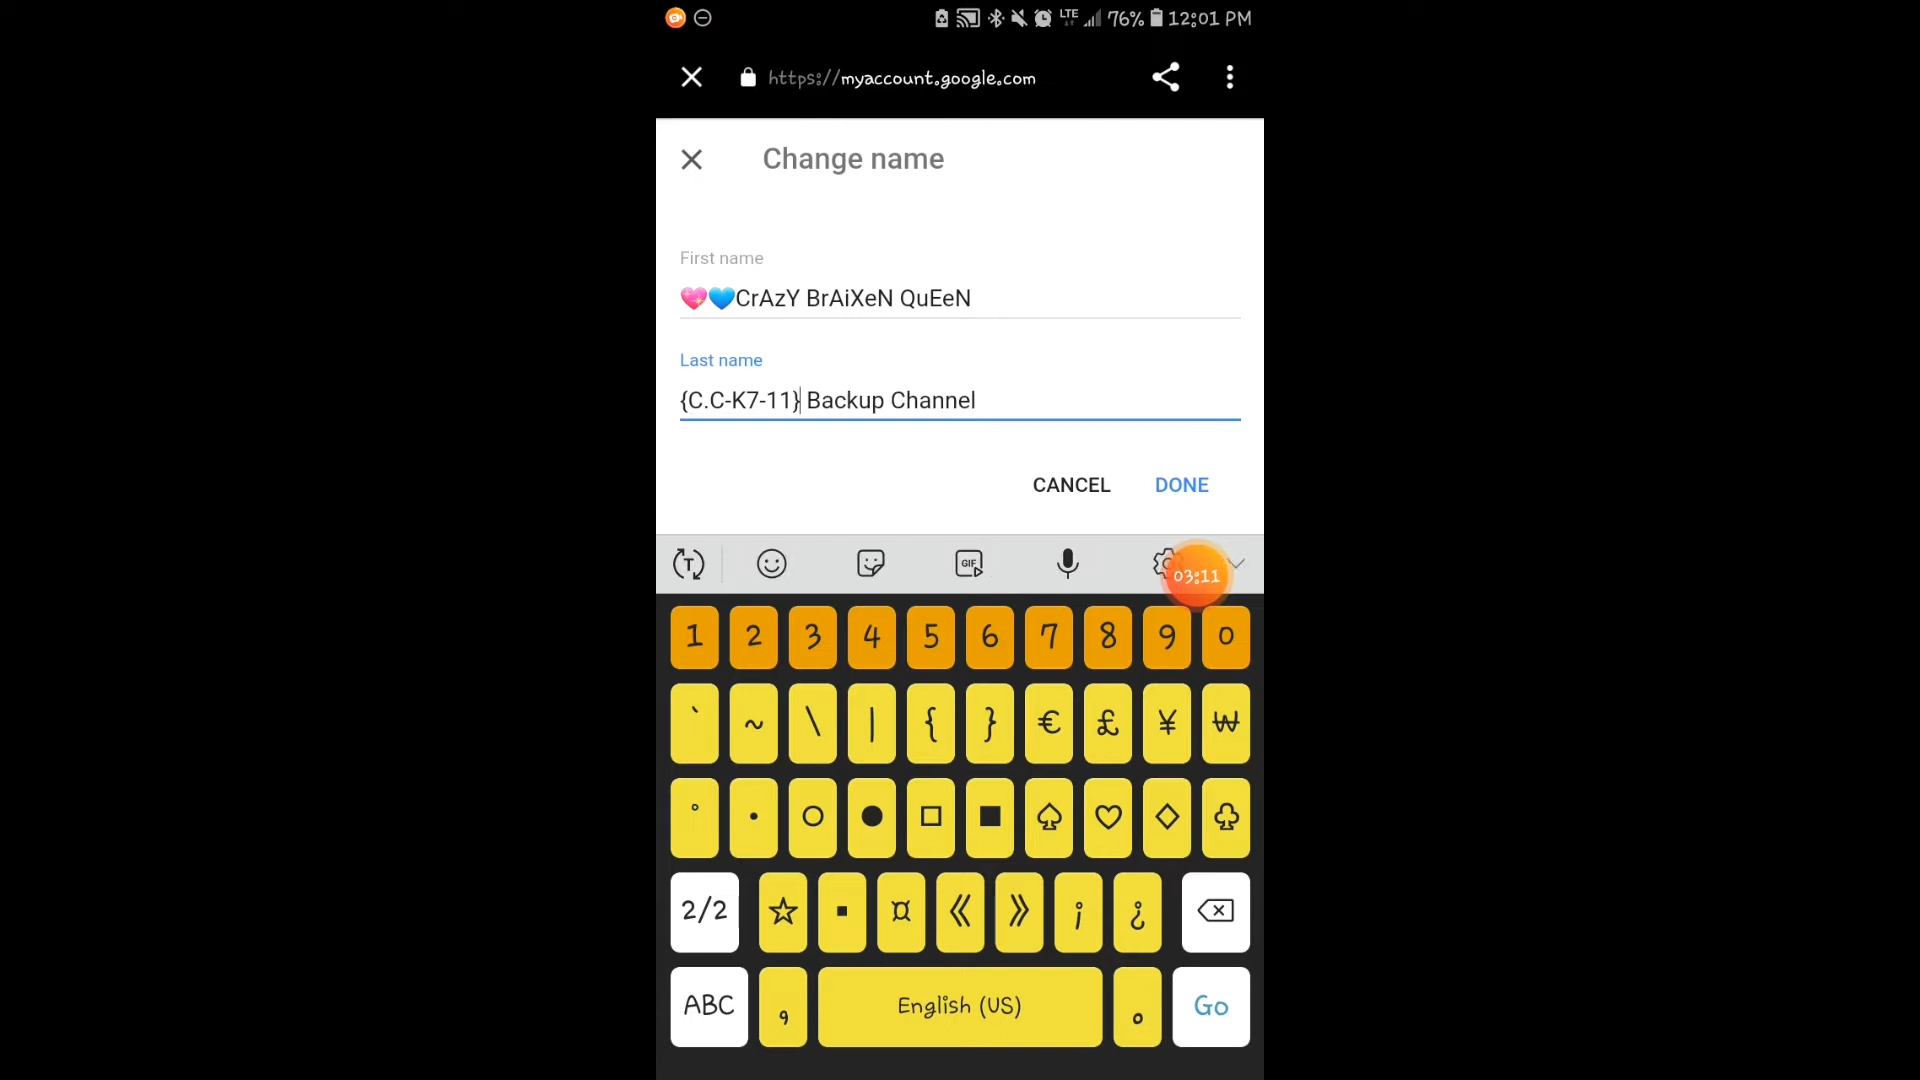 LTE 76% 12:01 PM
https://myaccount.google.com
Change name
First name
💖💙CrAzY BrAiXeN QuEeN
Last name
{C.C-K7-11} Backup Channel
CANCEL DONE
T GIF 03:11
1 2 3 4 5 6 7 8 9 0
` ~ \ | { } € £ ¥ ₩
° • ○ ● □ ■ ♤ ♡ ◇ ♧
2/2 ☆ ▪ ¤ 《 》 ¡ ¿
ABC , English (US) . Go